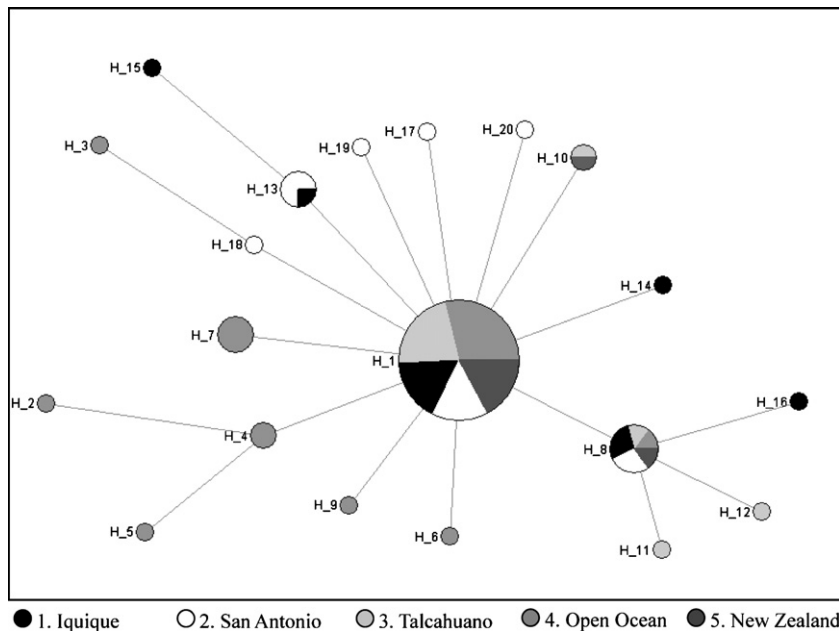 H_15
H_3
H_17
H_20
H_19
H_10
H_13
H_18
H_14
H_7
H_1
H_2
H_16
H_4
H_8
H_9
H_12
H_5
H_6
H_11
1. Iquique 2. San Antonio 3. Talcahuano 4. Open Ocean 5. New Zealand